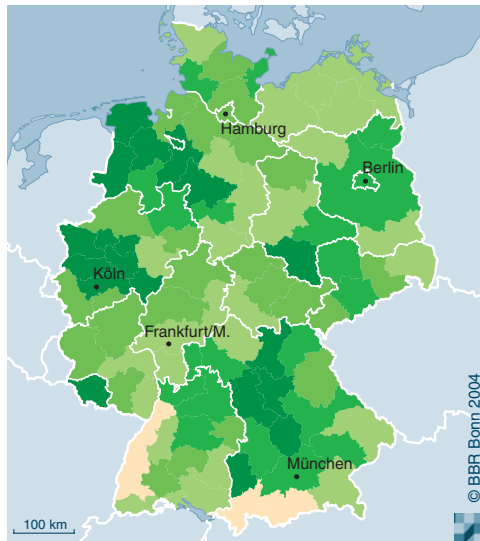 Hamburg
Berlin
Köln
Frankfurt/M.
München
100 km
© BBR Bonn 2004